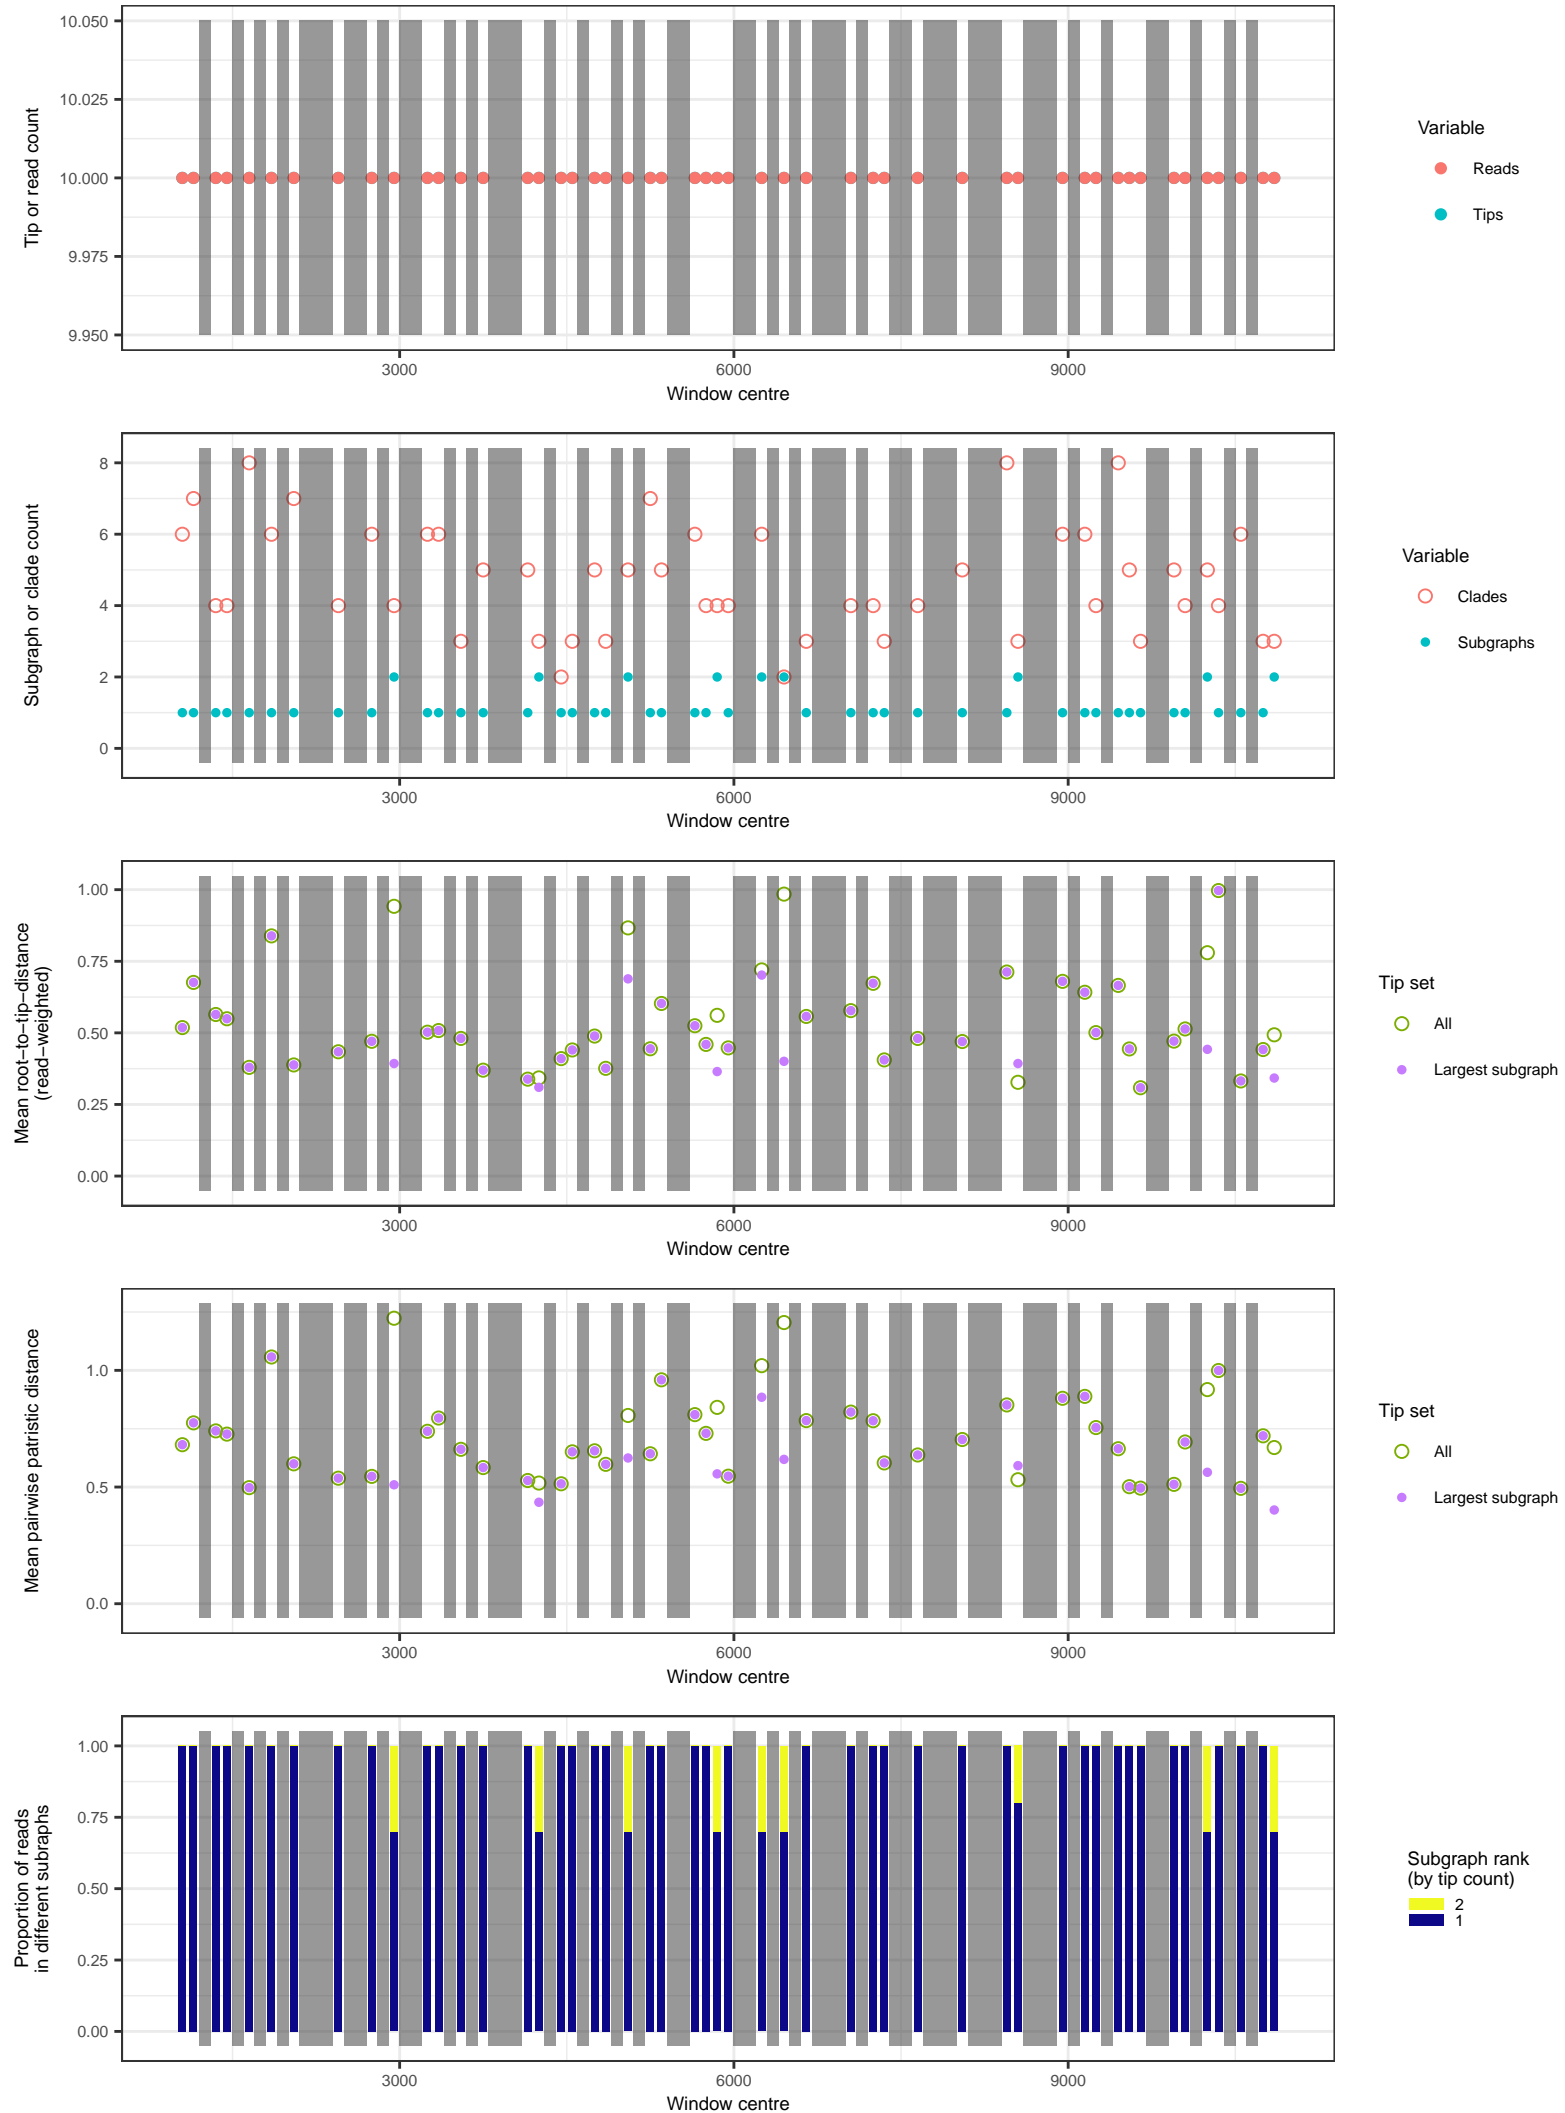 10.050
10.025
10.000
9.975
9.950
Tip or read count
3000
6000
9000
Window centre
Variable
Reads
Tips
8
6
4
2
0
Subgraph or clade count
3000
6000
9000
Window centre
Variable
Clades
Subgraphs
1.00
0.75
0.50
0.25
0.00
Mean root−to−tip−distance
(read−weighted)
3000
6000
9000
Window centre
Tip set
All
Largest subgraph
1.0
0.5
0.0
Mean pairwise patristic distance
3000
6000
9000
Window centre
Tip set
All
Largest subgraph
1.00
0.75
0.50
0.25
0.00
Proportion of reads
in different subraphs
3000
6000
9000
Window centre
Subgraph rank
(by tip count)
2
1